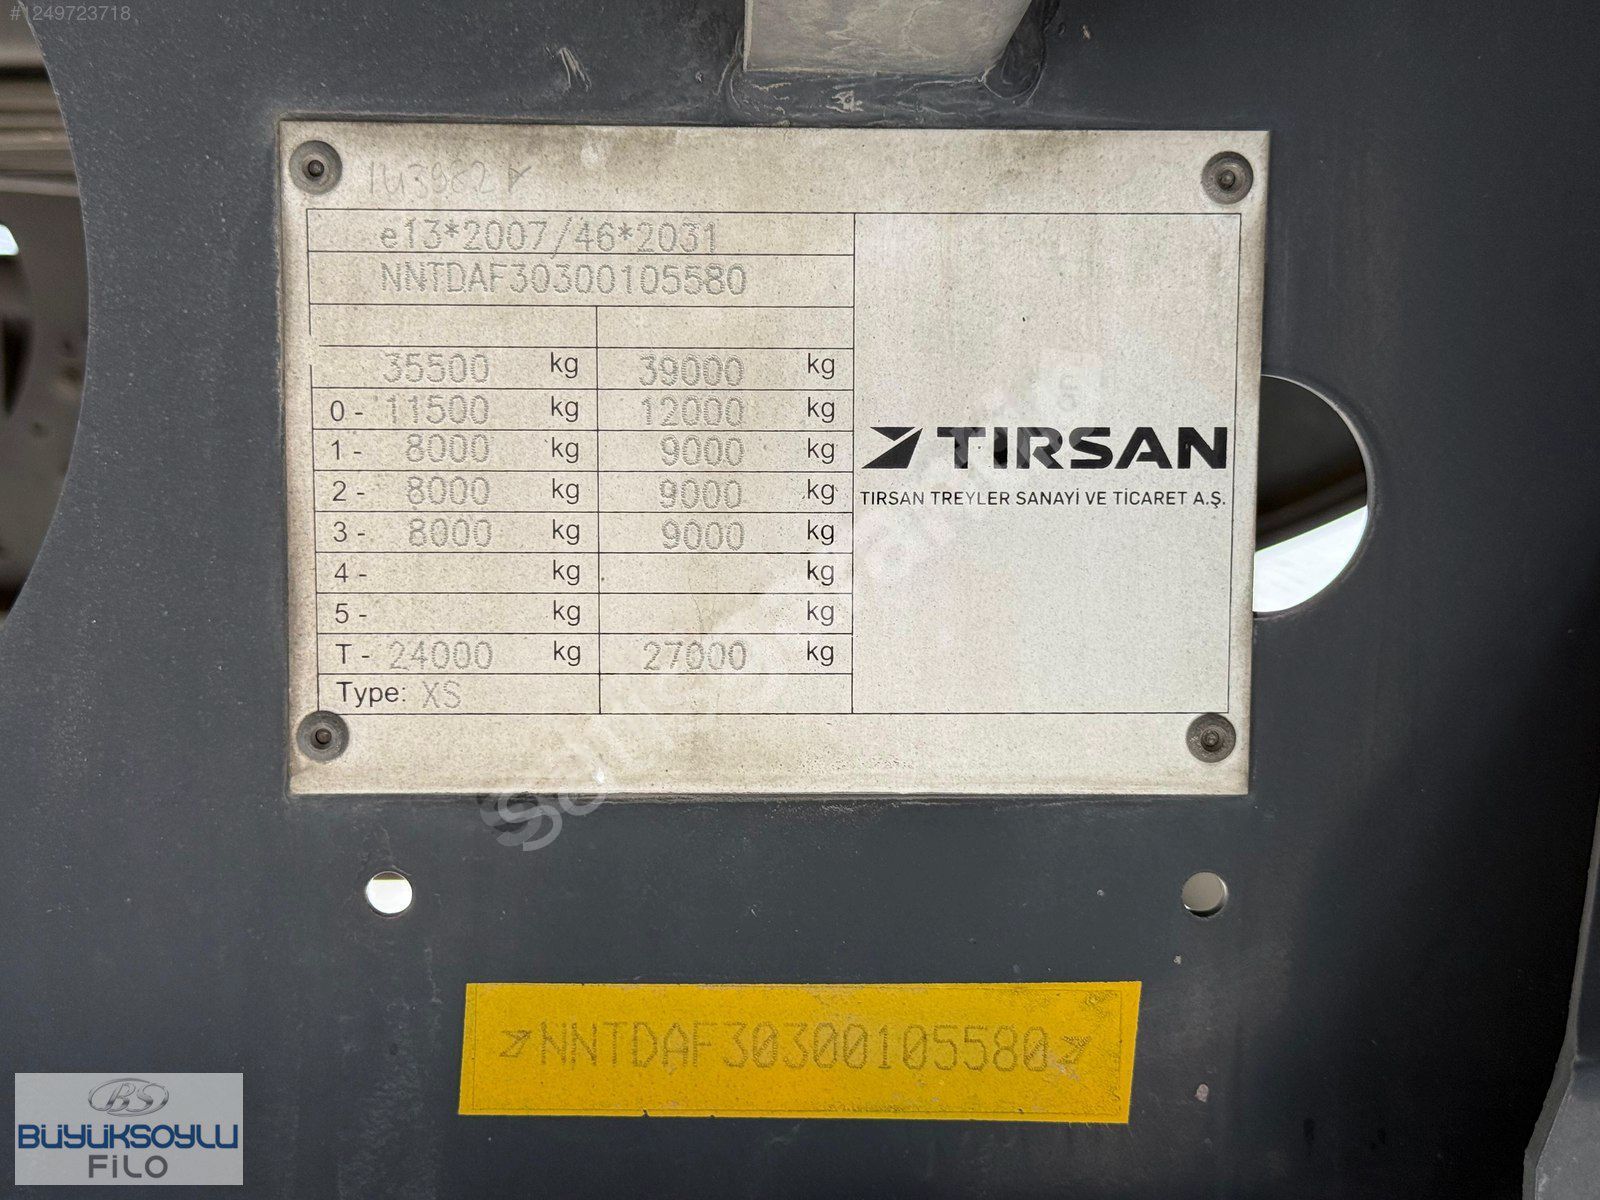 #1249723718
e13*2007/46*2031
NNTDAF30300105580
35500 kg 39000 kg
0 - 11500 kg 12000 kg
1 - 8000 kg 9000 kg
2 - 8000 kg 9000 kg
3 - 8000 kg 9000 kg
4 - kg kg
5 - kg kg
T - 24000 kg 27000 kg
Type: XS
TIRSAN
TIRSAN TREYLER SANAYİ VE TİCARET A.Ş.
NNTDAF30300105580
BS
BÜYÜKSOYLU
FİLO